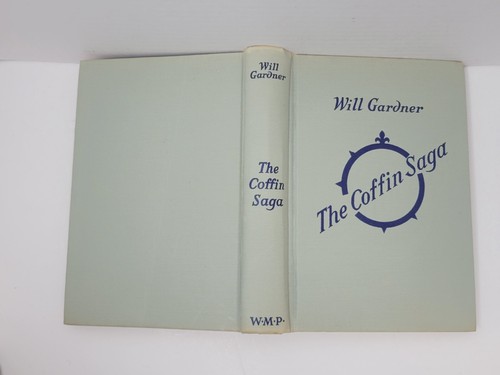 Will
Gardner
The
Coffin
Saga
W·M·P·
Will Gardner
The Coffin Saga